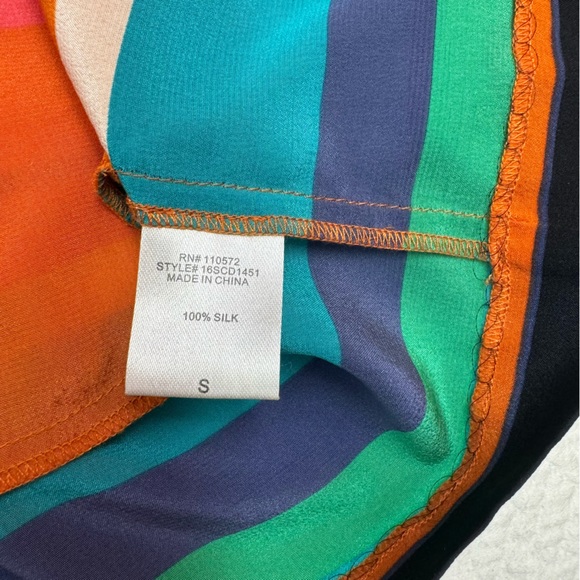 RN# 110572
STYLE# 16SCD1451
MADE IN CHINA
100% SILK
S